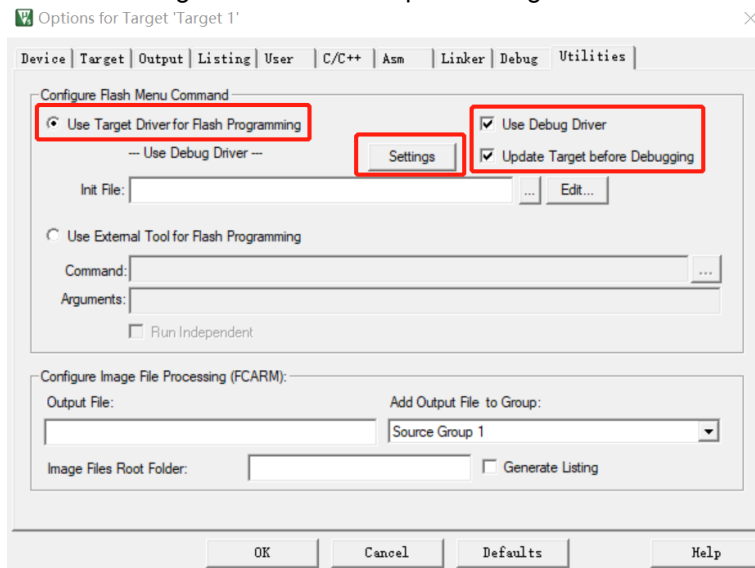 Options for Target 'Target 1'
Device Target Output Listing User C/C++ Asm Linker Debug Utilities
Configure Flash Menu Command
Use Target Driver for Flash Programming Use Debug Driver
--- Use Debug Driver --- Settings Update Target before Debugging
Init File: ... Edit...
Use External Tool for Flash Programming
Command: ...
Arguments:
Run Independent
Configure Image File Processing (FCARM):
Output File: Add Output File to Group:
Source Group 1
Image Files Root Folder: Generate Listing
OK Cancel Defaults Help